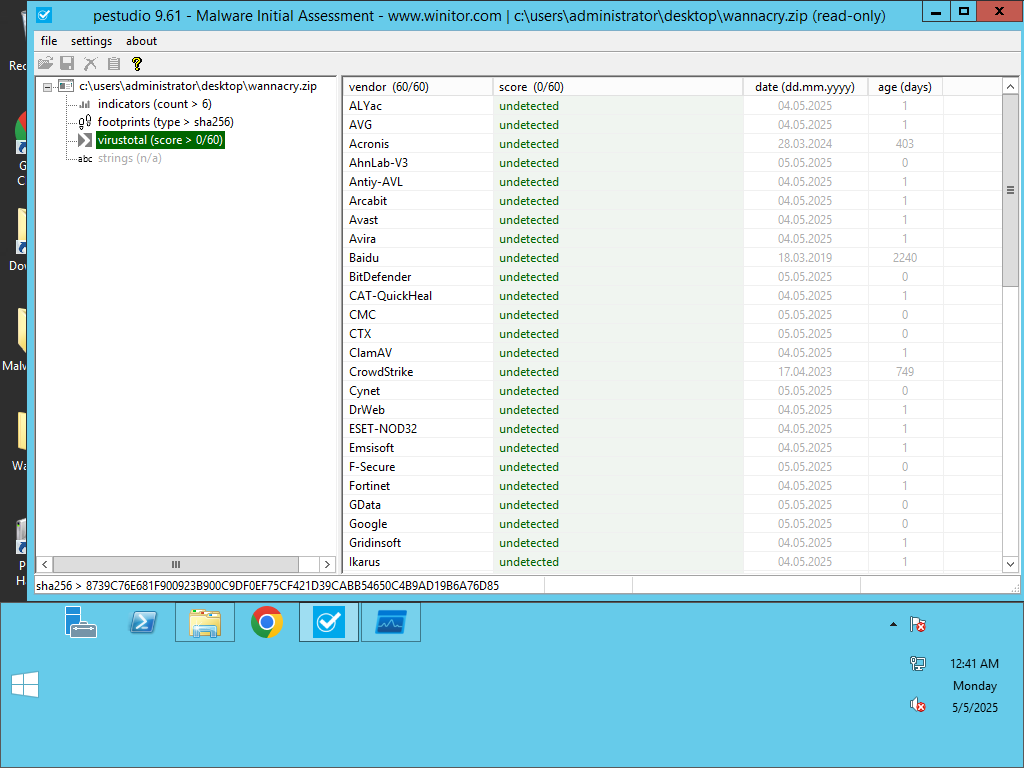 pestudio 9.61 - Malware Initial Assessment - www.winitor.com | c:\users\administrator\desktop\wannacry.zip (read-only)
file settings about
c:\users\administrator\desktop\wannacry.zip
indicators (count > 6)
footprints (type > sha256)
virustotal (score > 0/60)
abc strings (n/a)
vendor (60/60) score (0/60) date (dd.mm.yyyy) age (days)
ALYac undetected 04.05.2025 1
AVG undetected 04.05.2025 1
Acronis undetected 28.03.2024 403
AhnLab-V3 undetected 05.05.2025 0
Antiy-AVL undetected 04.05.2025 1
Arcabit undetected 04.05.2025 1
Avast undetected 04.05.2025 1
Avira undetected 04.05.2025 1
Baidu undetected 18.03.2019 2240
BitDefender undetected 05.05.2025 0
CAT-QuickHeal undetected 04.05.2025 1
CMC undetected 05.05.2025 0
CTX undetected 05.05.2025 0
ClamAV undetected 04.05.2025 1
CrowdStrike undetected 17.04.2023 749
Cynet undetected 05.05.2025 0
DrWeb undetected 04.05.2025 1
ESET-NOD32 undetected 04.05.2025 1
Emsisoft undetected 04.05.2025 1
F-Secure undetected 05.05.2025 0
Fortinet undetected 04.05.2025 1
GData undetected 05.05.2025 0
Google undetected 05.05.2025 0
Gridinsoft undetected 04.05.2025 1
Ikarus undetected 04.05.2025 1
sha256 > 8739C76E681F900923B900C9DF0EF75CF421D39CABB54650C4B9AD19B6A76D85
Rec
G
C
Dov
Malw
Wa
P
H
12:41 AM
Monday
5/5/2025